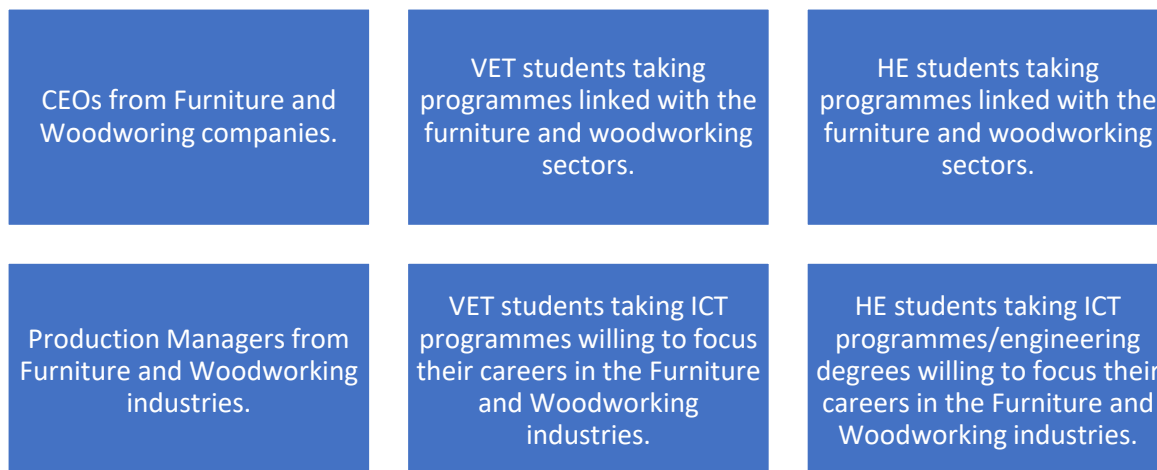 CEOs from Furniture and
Woodworing companies.
VET students taking
programmes linked with the
furniture and woodworking
sectors.
HE students taking
programmes linked with the
furniture and woodworking
sectors.
Production Managers from
Furniture and Woodworking
industries.
VET students taking ICT
programmes willing to focus
their careers in the Furniture
and Woodworking
industries.
HE students taking ICT
programmes/engineering
degrees willing to focus their
careers in the Furniture and
Woodworking industries.